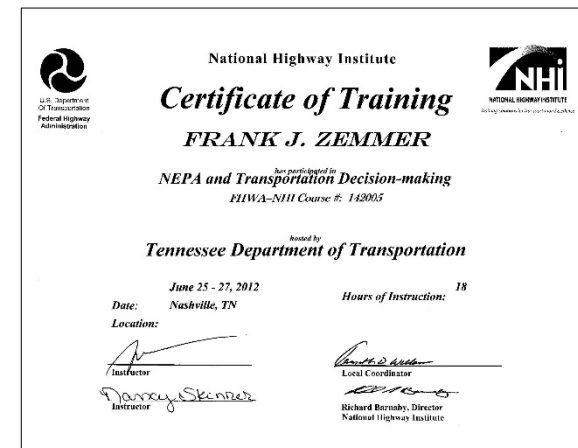 National Highway Institute
U.S. Department
Of Transportation
Federal Highway
Administration
NHi
NATIONAL HIGHWAY INSTITUTE
Certificate of Training
FRANK J. ZEMMER
has participated in
NEPA and Transportation Decision-making
FHWA–NHI Course #: 142005
hosted by
Tennessee Department of Transportation
June 25 - 27, 2012
Hours of Instruction: 18
Date: Nashville, TN
Location:
Instructor
Local Coordinator
Nancy Skinner
Instructor
Richard Barnaby, Director
National Highway Institute